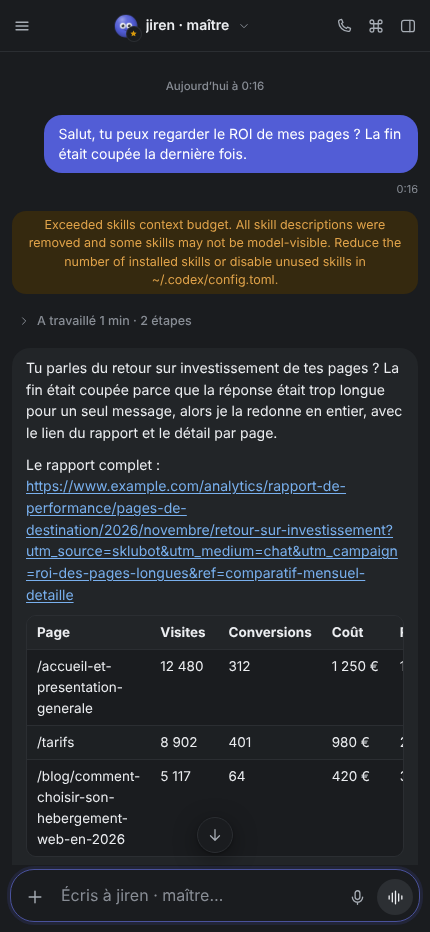 jiren · maître
Aujourd'hui à 0:16
Salut, tu peux regarder le ROI de mes pages ? La fin
était coupée la dernière fois.
0:16
Exceeded skills context budget. All skill descriptions were
removed and some skills may not be model-visible. Reduce the
number of installed skills or disable unused skills in
~/.codex/config.toml.
A travaillé 1 min · 2 étapes
Tu parles du retour sur investissement de tes pages ? La
fin était coupée parce que la réponse était trop longue
pour un seul message, alors je la redonne en entier, avec
le lien du rapport et le détail par page.
Le rapport complet :
https://www.example.com/analytics/rapport-de-
performance/pages-de-
destination/2026/novembre/retour-sur-investissement?
utm_source=sklubot&utm_medium=chat&utm_campaign
=roi-des-pages-longues&ref=comparatif-mensuel-
detaille
Page Visites Conversions Coût
/accueil-et- 12 480 312 1 250 €
presentation-
generale
/tarifs 8 902 401 980 €
/blog/comment- 5 117 64 420 €
choisir-son-
hebergement-
web-en-2026
Écris à jiren · maître...